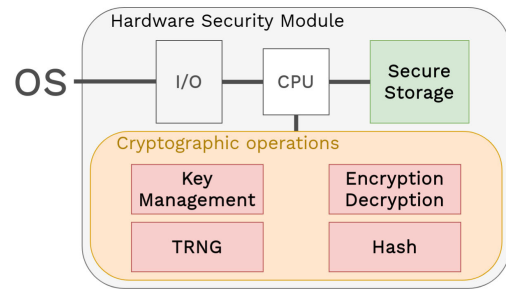 Hardware Security Module
OS
I/O
CPU
Secure
Storage
Cryptographic operations
Key
Management
Encryption
Decryption
TRNG
Hash